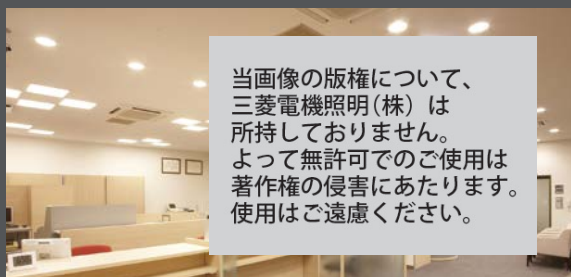 当画像の版権について、
三菱電機照明(株) は
所持しておりません。
よって無許可でのご使用は
著作権の侵害にあたります。
使用はご遠慮ください。